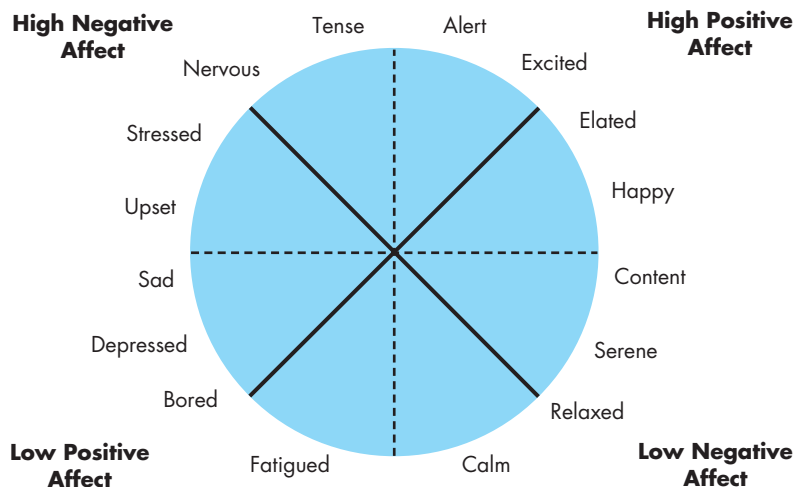 High Negative
Affect
Tense
Alert
High Positive
Affect
Nervous
Excited
Stressed
Elated
Upset
Happy
Sad
Content
Depressed
Serene
Bored
Relaxed
Low Positive
Affect
Fatigued
Calm
Low Negative
Affect